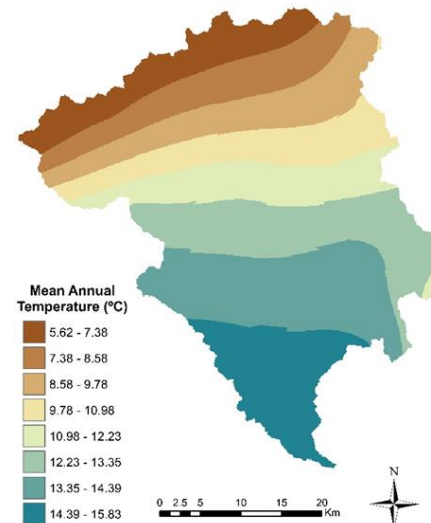 Mean Annual
Temperature (ºC)
5.62 - 7.38
7.38 - 8.58
8.58 - 9.78
9.78 - 10.98
10.98 - 12.23
12.23 - 13.35
13.35 - 14.39
14.39 - 15.83
0 2.5 5 10 15 20
Km
N